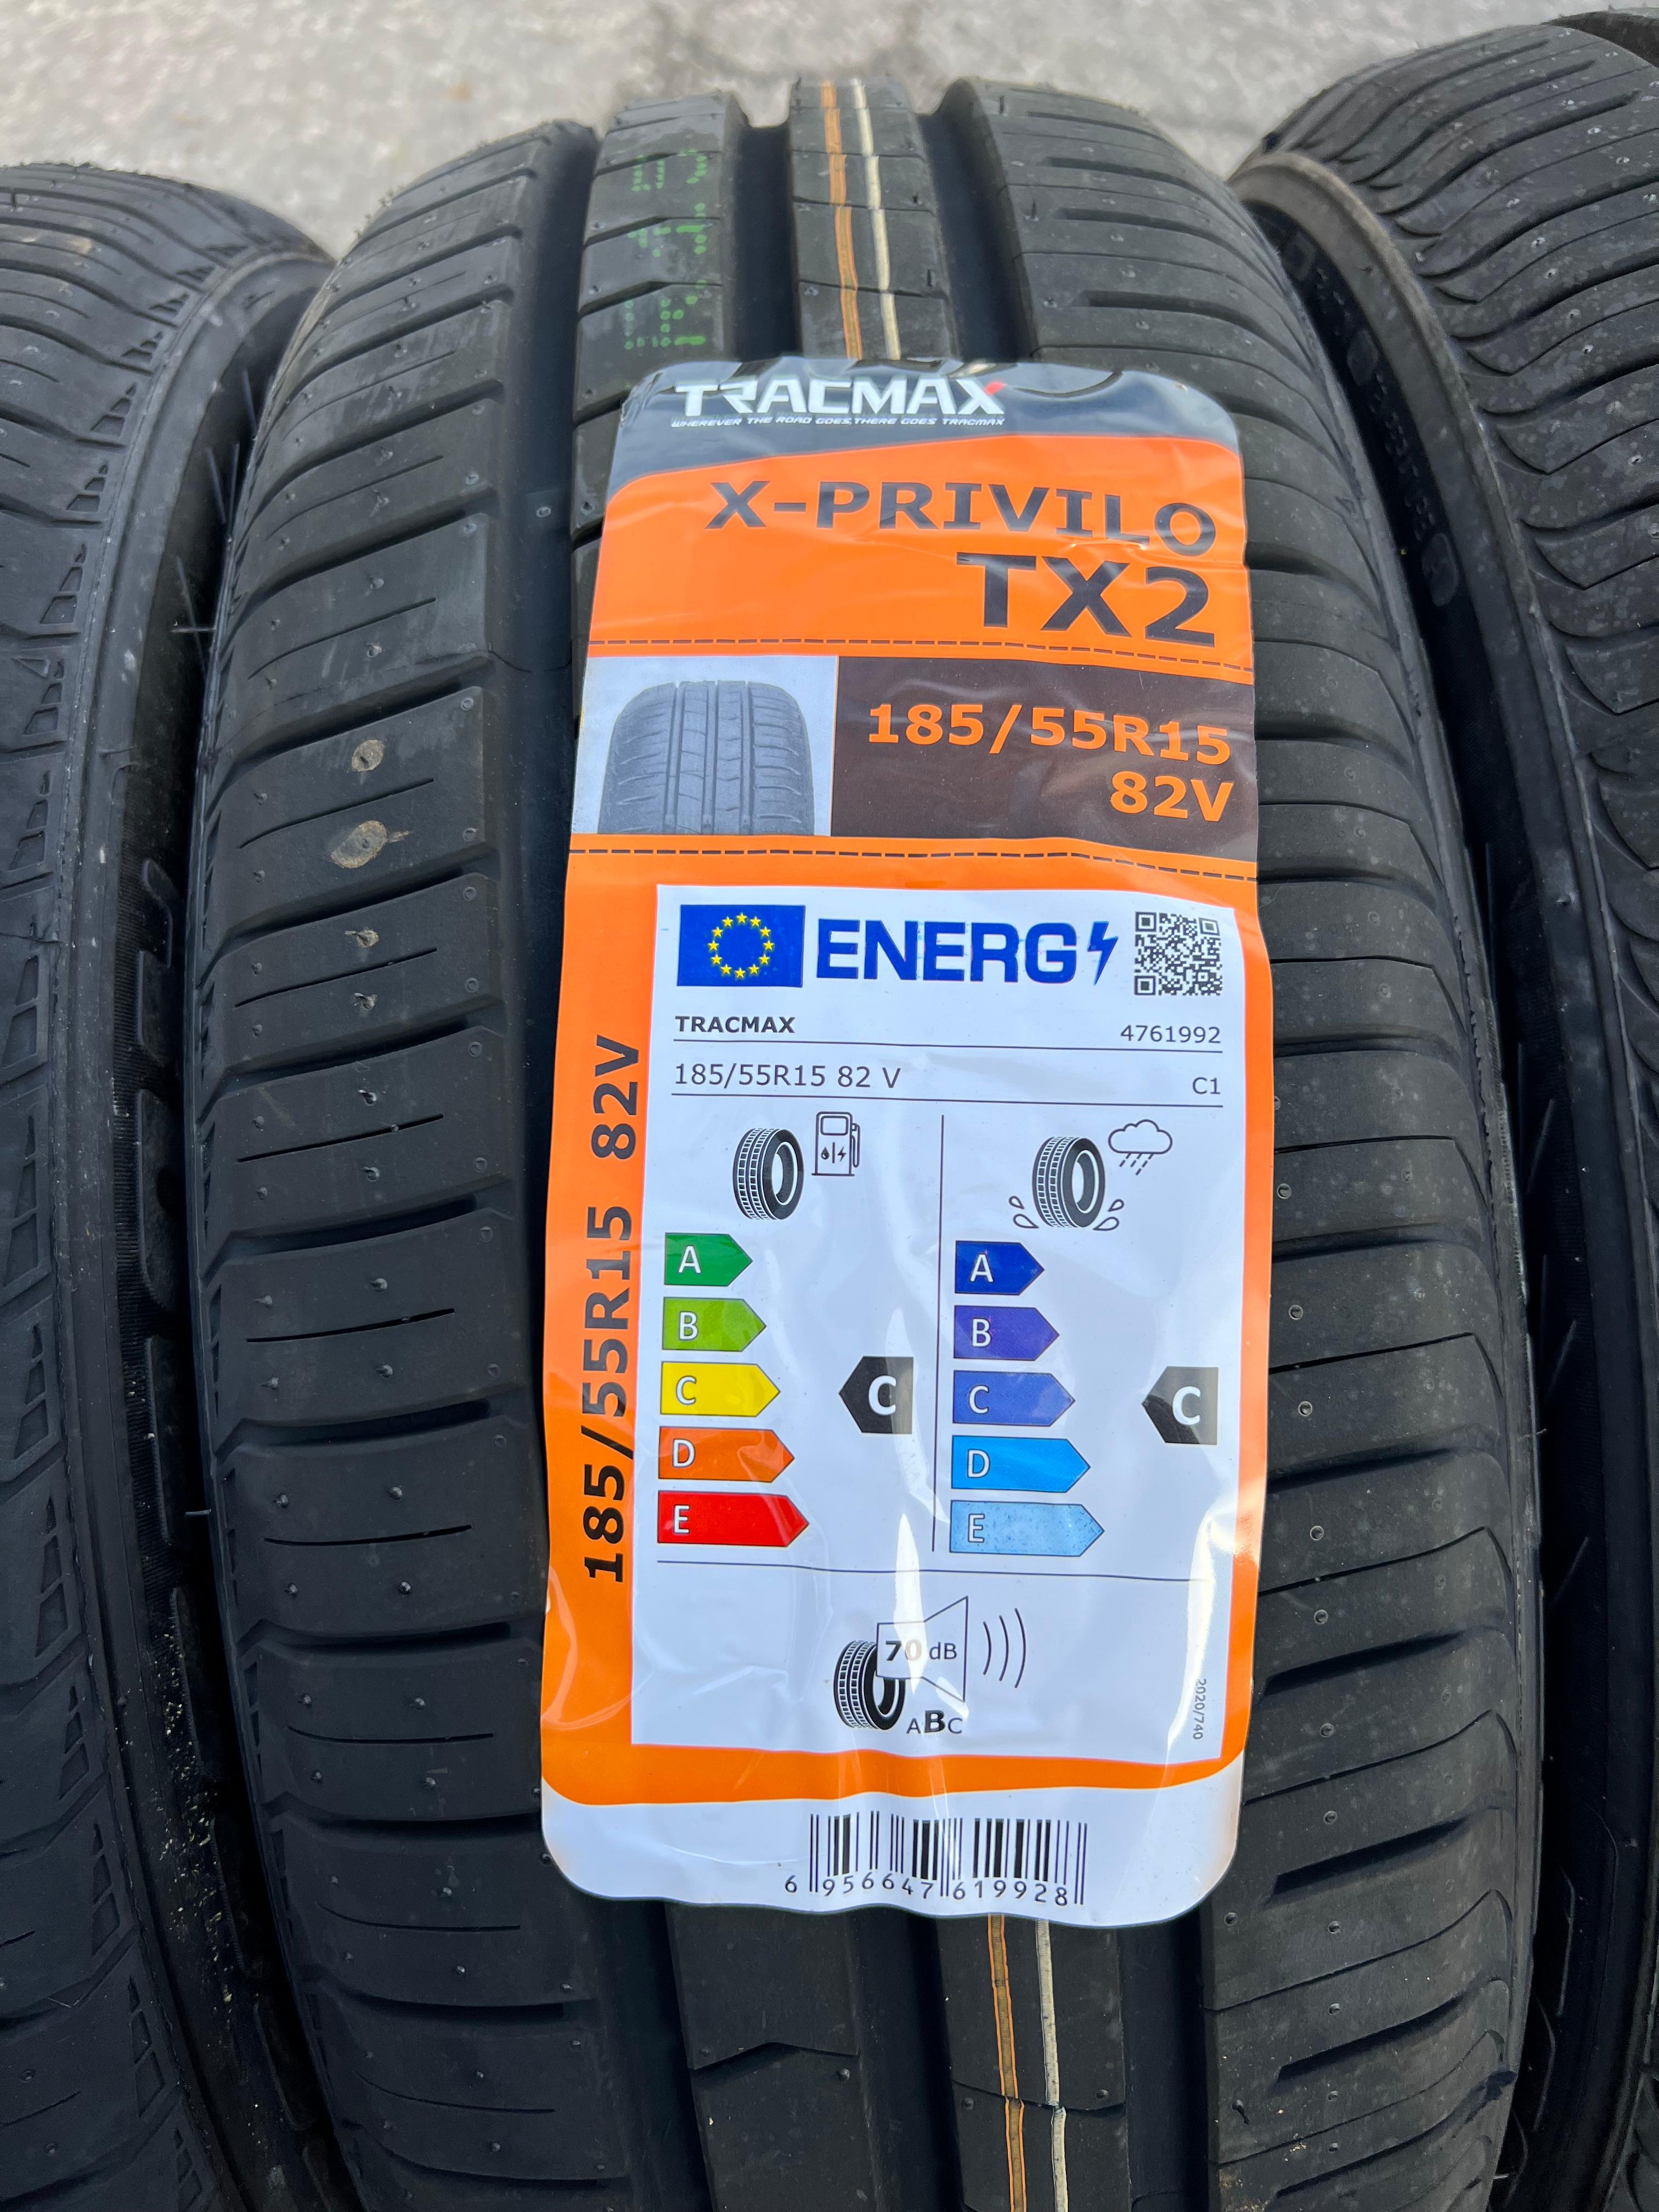 TRACMAX
WHEREVER THE ROAD GOES,THERE GOES TRACMAX
X-PRIVILO
TX2
185/55R15
82V
185/55R15 82V
ENERG
TRACMAX 4761992
185/55R15 82 V C1
A A
B B
C C C C
D D
E E
70 dB
ABC
2020/740
6 956647 619928